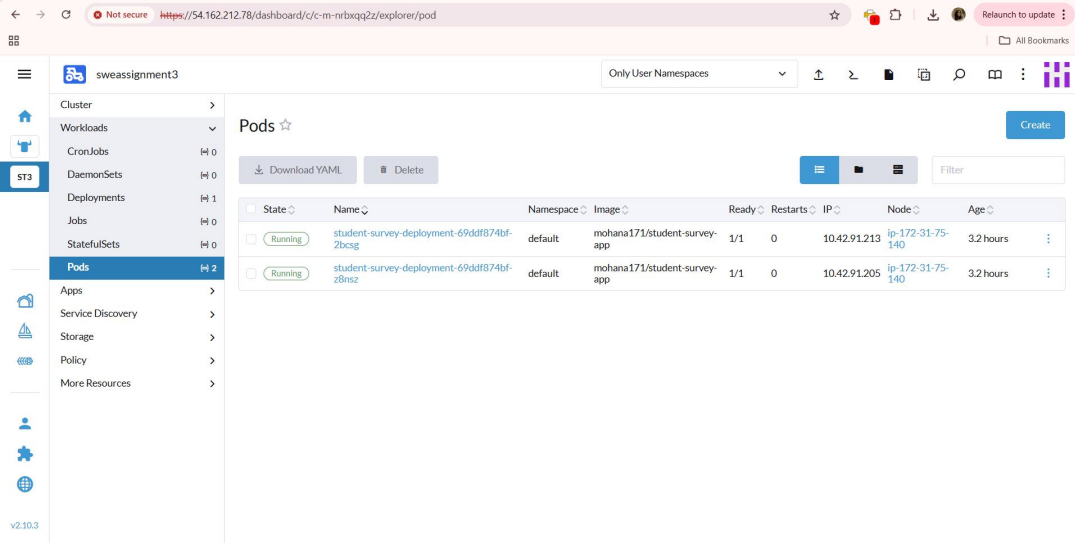 Not secure https://54.162.212.78/dashboard/c/c-m-nrbxqq2z/explorer/pod
Relaunch to update
All Bookmarks
sweassignment3
Only User Namespaces
Cluster
Workloads
CronJobs 0
DaemonSets 0
Deployments 1
Jobs 0
StatefulSets 0
Pods 2
Apps
Service Discovery
Storage
Policy
More Resources
ST3
v2.10.3
Pods
Create
Download YAML
Delete
Filter
State Name Namespace Image Ready Restarts IP Node Age
Running student-survey-deployment-69ddf874bf-2bcsg default mohana171/student-survey-app 1/1 0 10.42.91.213 ip-172-31-75-140 3.2 hours
Running student-survey-deployment-69ddf874bf-z8nsz default mohana171/student-survey-app 1/1 0 10.42.91.205 ip-172-31-75-140 3.2 hours